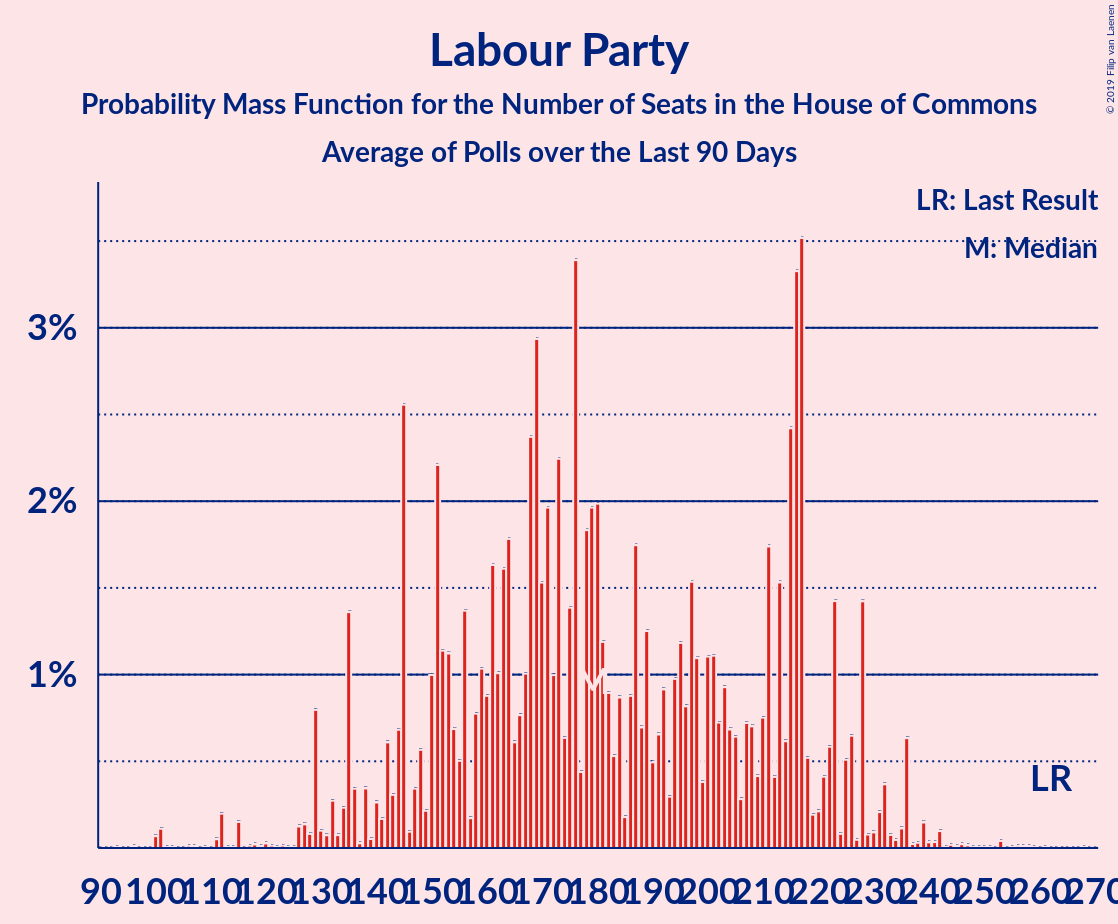 Labour Party
Probability Mass Function for the Number of Seats in the House of Commons
Average of Polls over the Last 90 Days
© 2019 Filip van Laenen
LR: Last Result
M: Median
3%
2%
1%
M
LR
90 100 110 120 130 140 150 160 170 180 190 200 210 220 230 240 250 260 270